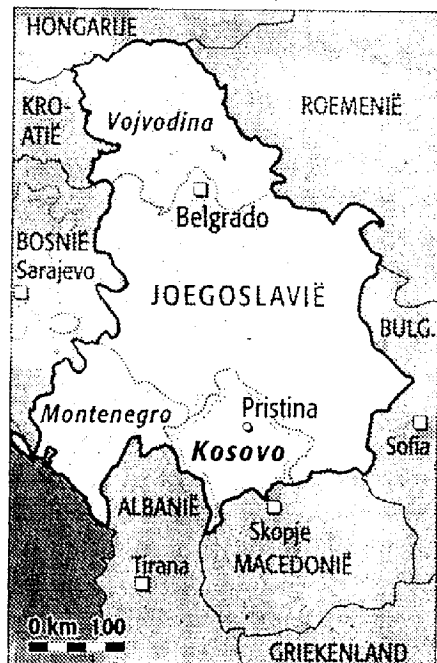 HONGARIJE
KRO-
ATIË
Vojvodina
ROEMENIË
Belgrado
BOSNIË
Sarajevo
JOEGOSLAVIË
BULG.
Montenegro
Pristina
Kosovo
Sofia
ALBANIË
Skopje
Tirana
MACEDONIË
0 km 100
GRIEKENLAND